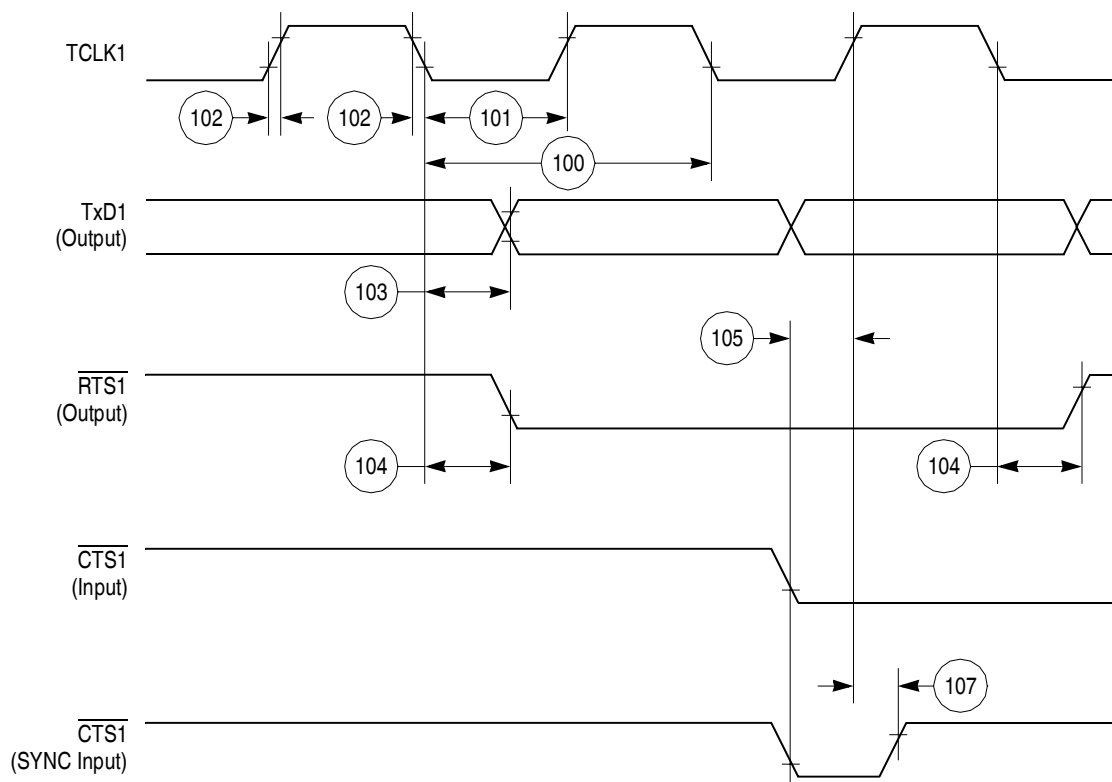 TCLK1
102
102
101
100
TxD1
(Output)
103
105
RTS1
(Output)
104
104
CTS1
(Input)
107
CTS1
(SYNC Input)